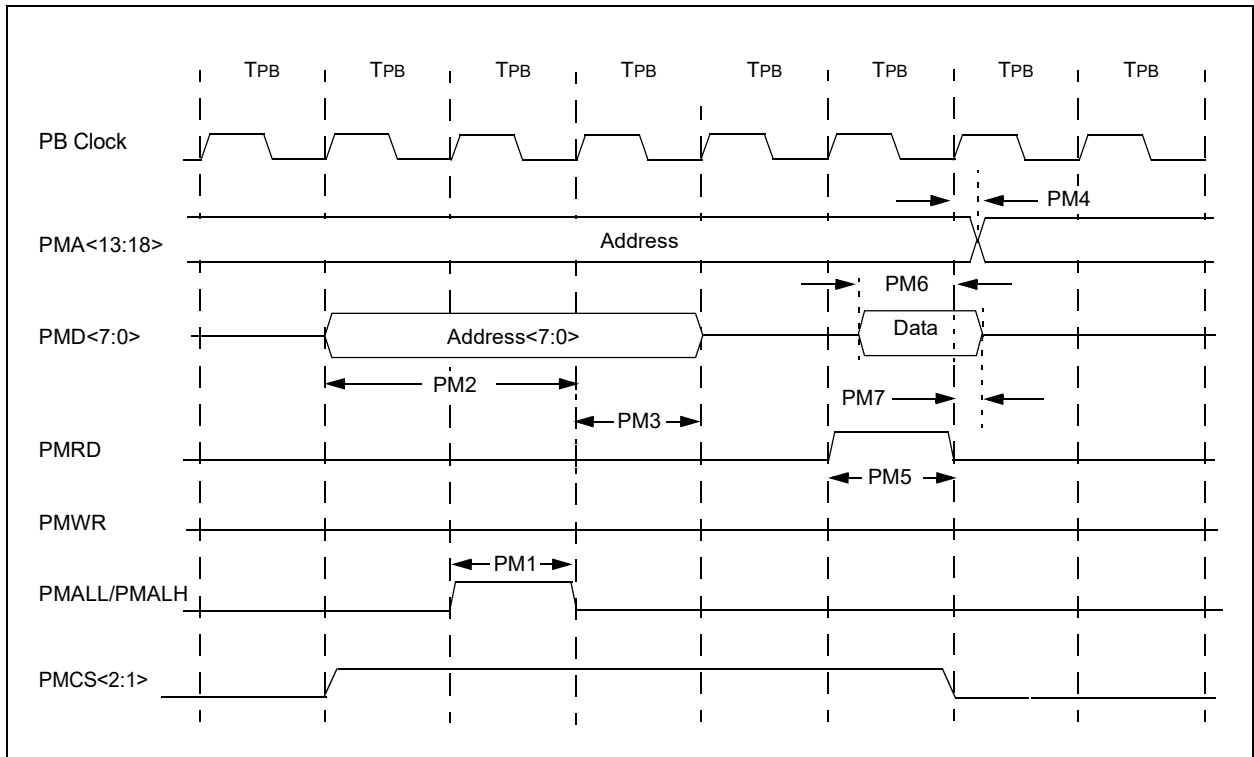 TPB TPB TPB TPB TPB TPB TPB TPB
PB Clock
PM4
PMA<13:18>
Address
PM6
PMD<7:0>
Address<7:0>
Data
PM2
PM7
PM3
PMRD
PM5
PMWR
PM1
PMALL/PMALH
PMCS<2:1>